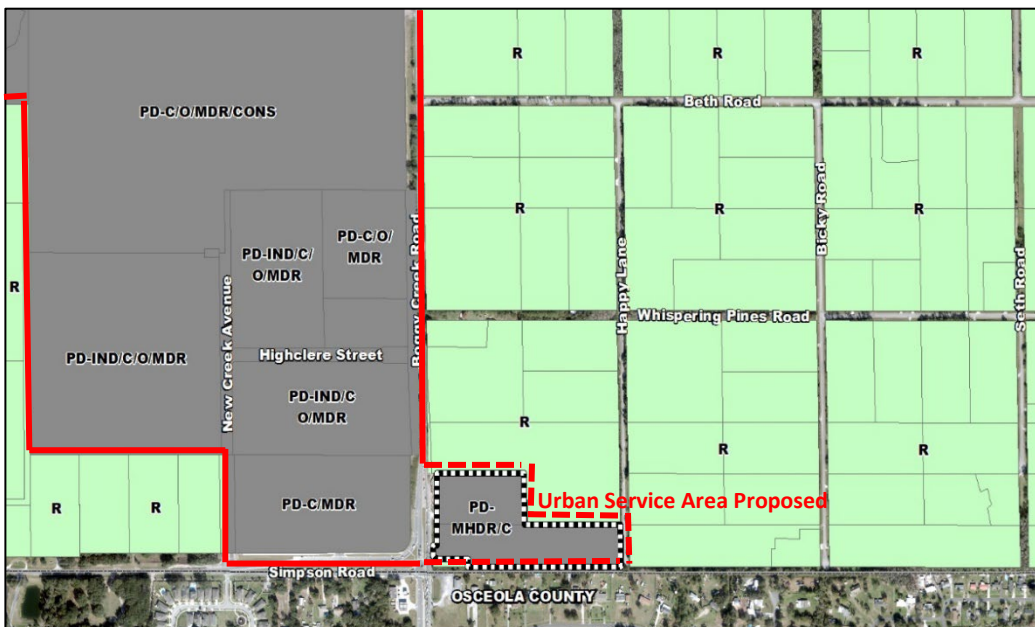 R
R
R
Beth Road
PD-C/O/MDR/CONS
R
R
R
PD-C/O/
MDR
PD-IND/C/
O/MDR
Boggy Creek Road
Happy Lane
Bicky Road
Seth Road
R
New Creek Avenue
Whispering Pines Road
Highclere Street
PD-IND/C/O/MDR
PD-IND/C
O/MDR
R
R
R
R
R
PD-C/MDR
PD-
MHDR/C
Urban Service Area Proposed
Simpson Road
OSCEOLA COUNTY